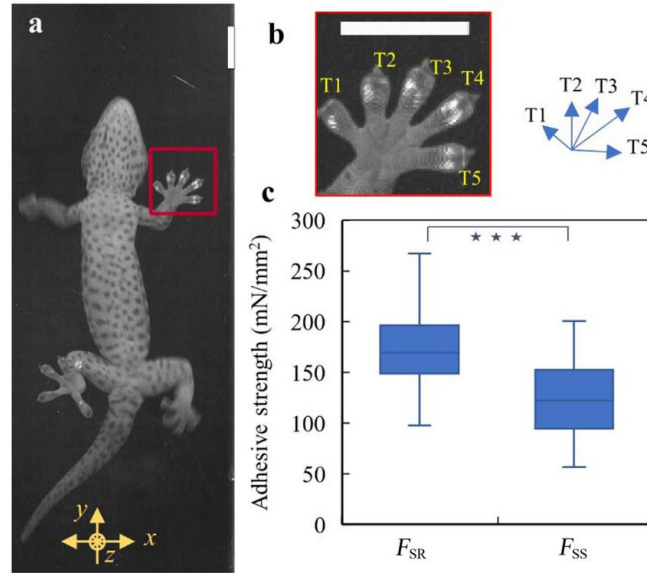 a
b
T1
T2
T3
T4
T5
T1
T2
T3
T4
T5
y
x
z
c
★ ★ ★
Adhesive strength (mN/mm²)
300
250
200
150
100
50
0
F_SR
F_SS